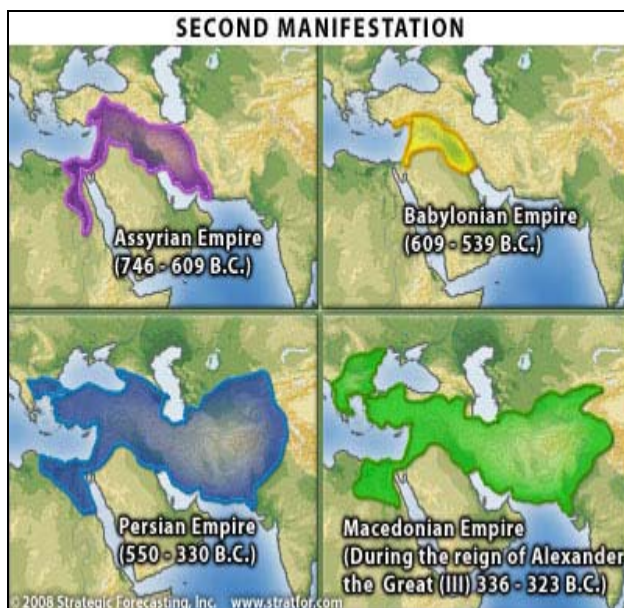 SECOND MANIFESTATION
Assyrian Empire
(746 - 609 B.C.)
Babylonian Empire
(609 - 539 B.C.)
Persian Empire
(550 - 330 B.C.)
Macedonian Empire
(During the reign of Alexander
the Great (III) 336 - 323 B.C.)
© 2008 Strategic Forecasting, Inc. www.stratfor.com